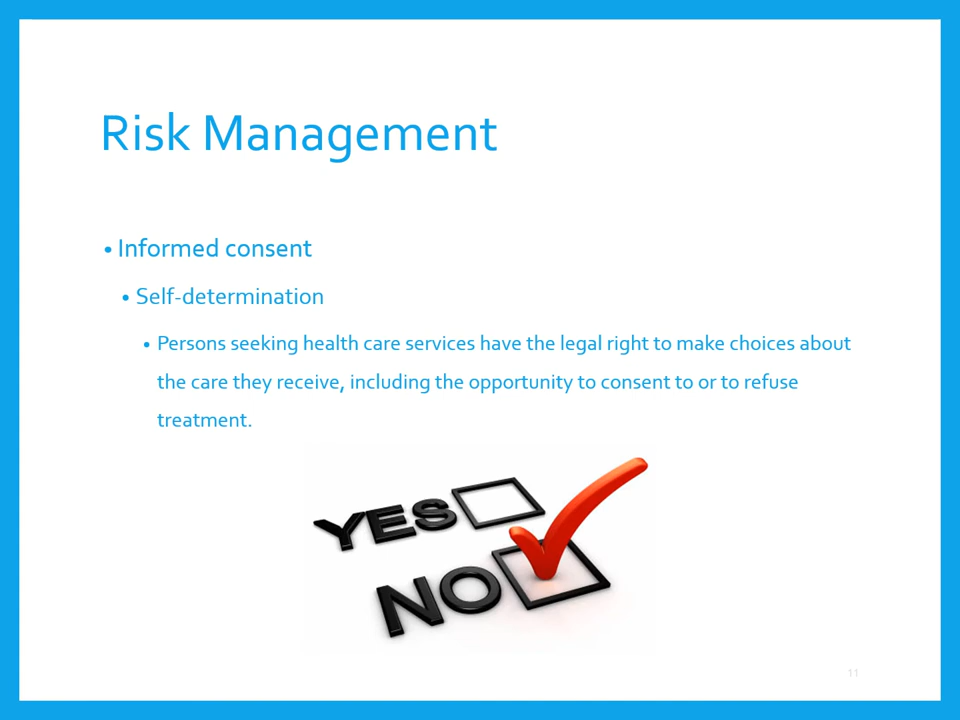 Risk Management
• Informed consent
• Self-determination
• Persons seeking health care services have the legal right to make choices about
the care they receive, including the opportunity to consent to or to refuse
treatment.
YES
NO
11